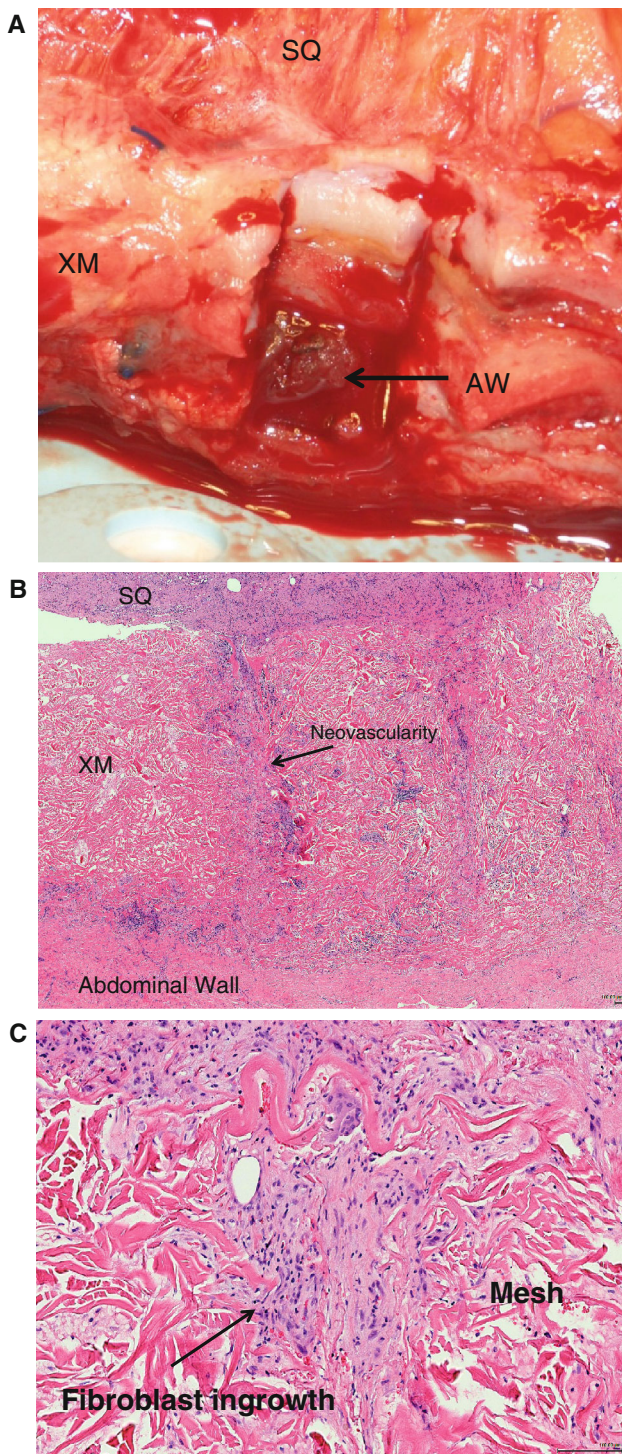 A
SQ
XM
AW
B
SQ
Neovascularity
XM
Abdominal Wall
C
Mesh
Fibroblast ingrowth